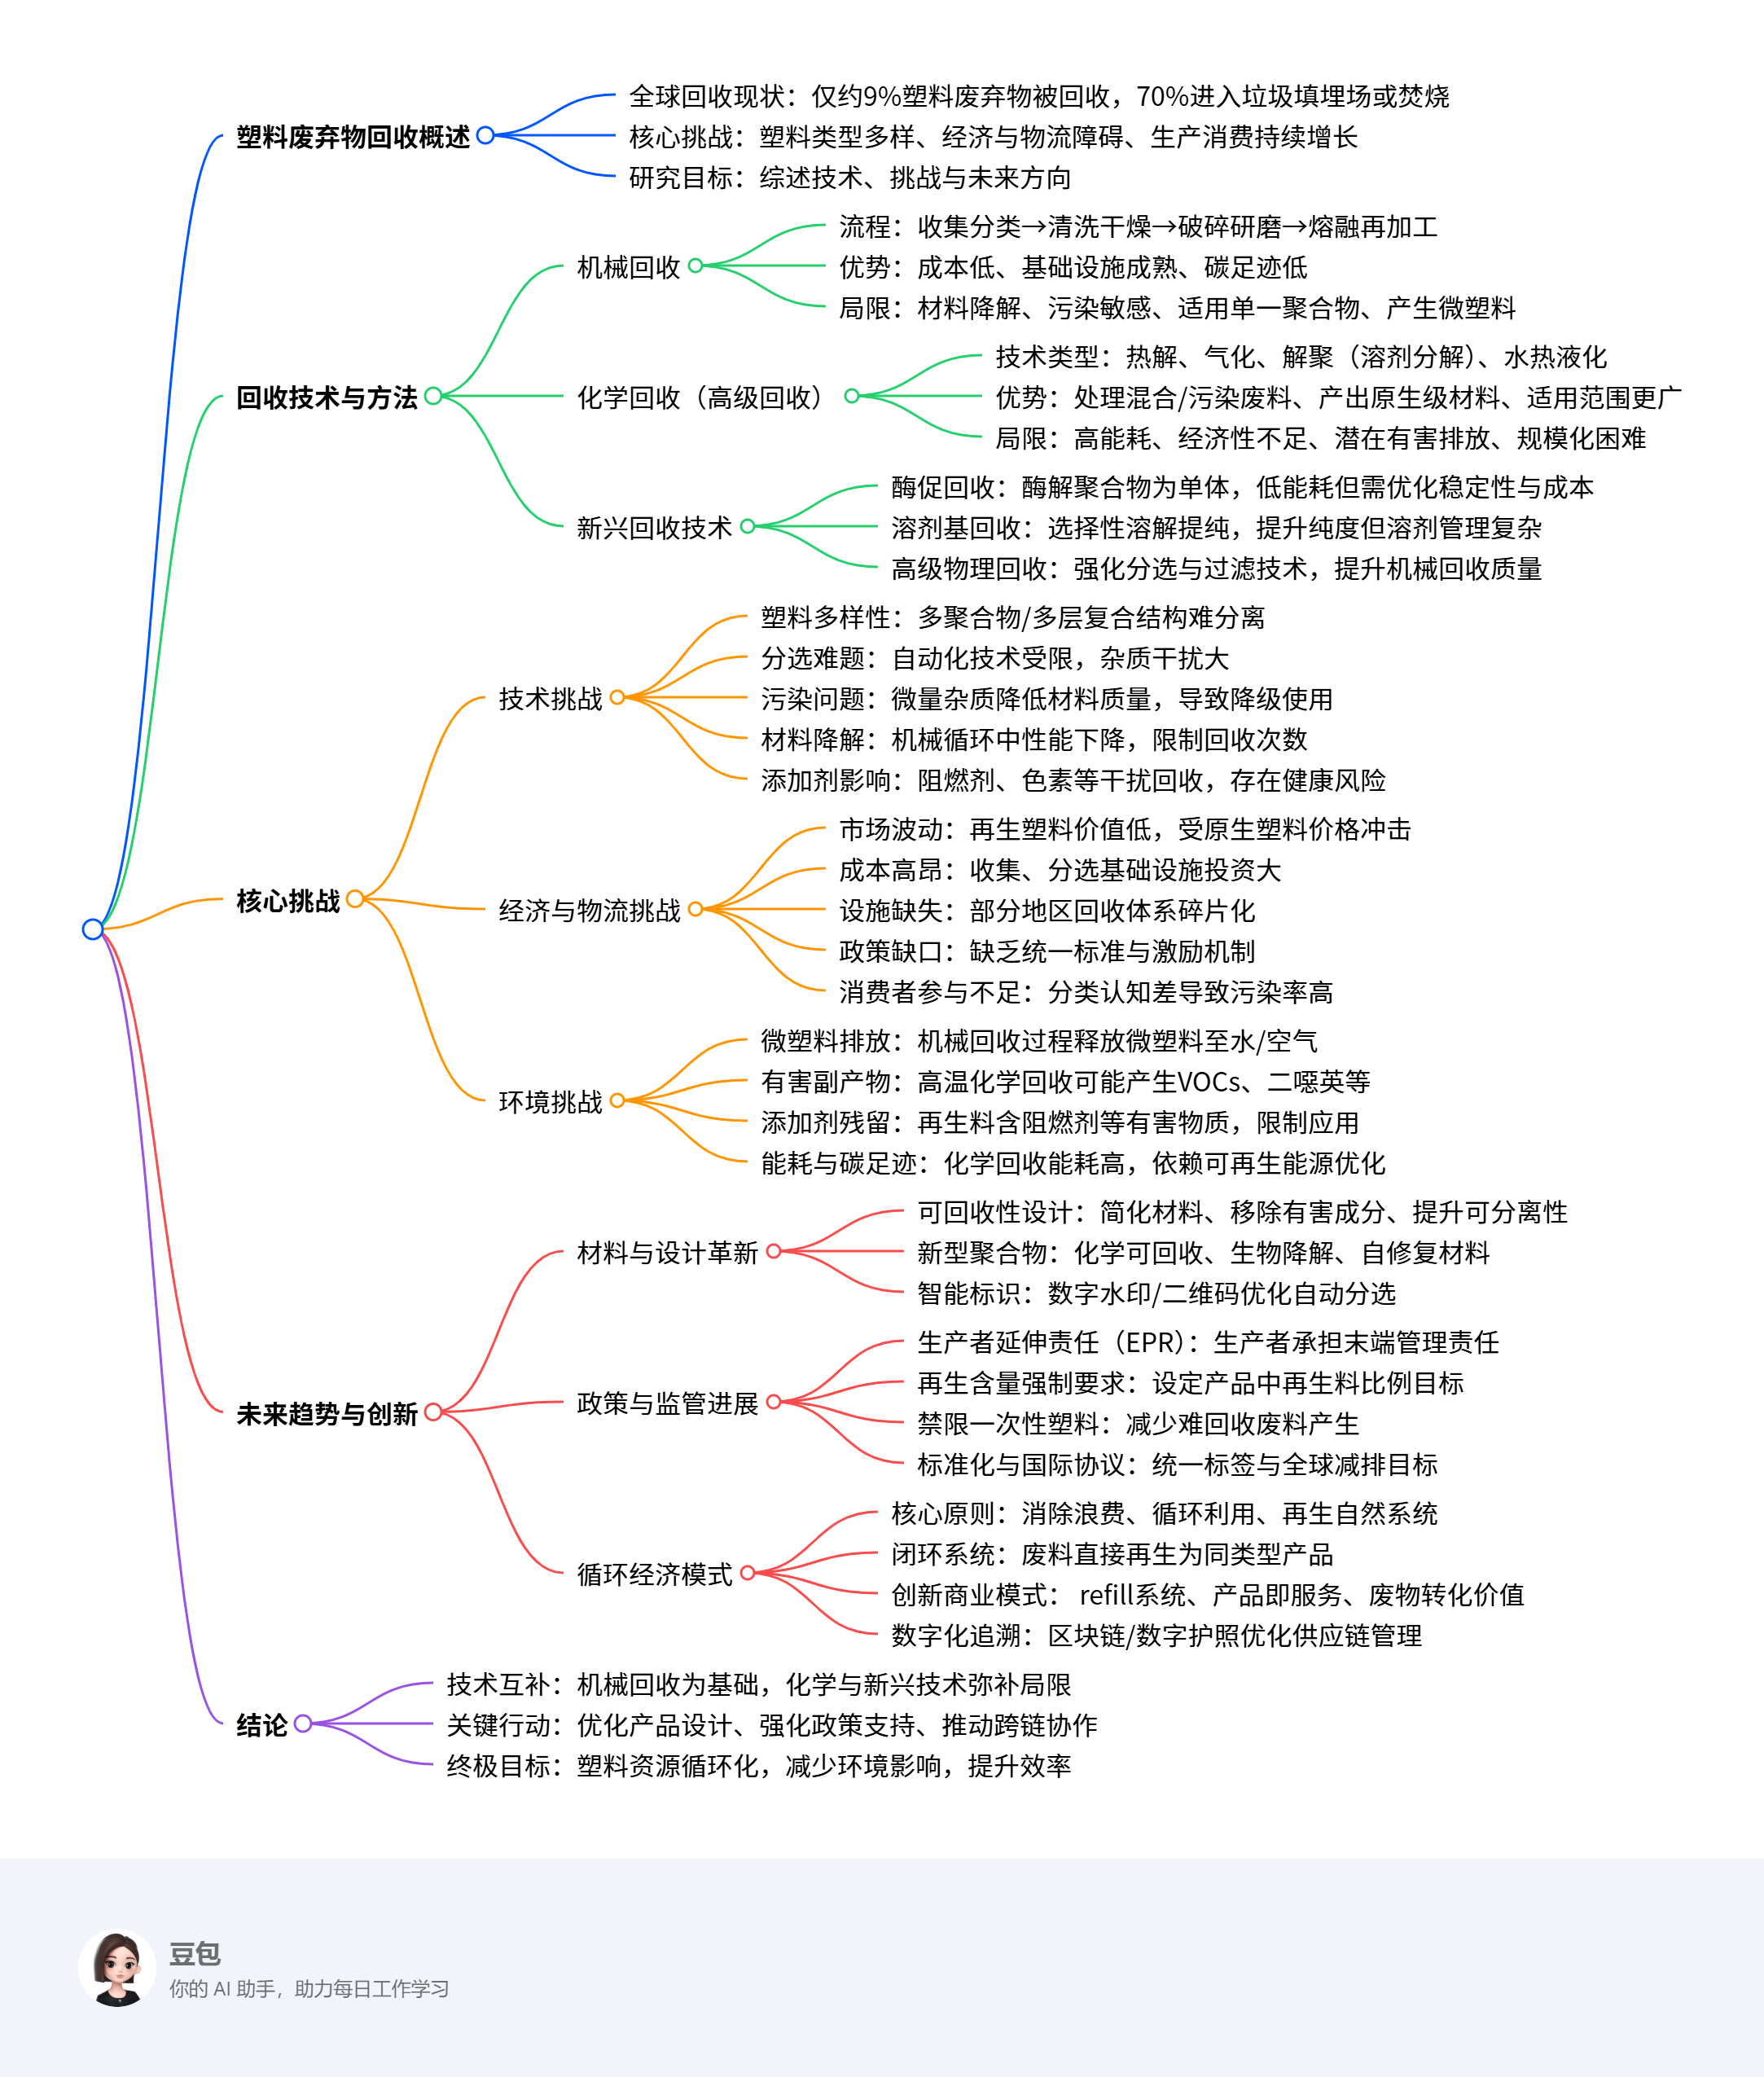 塑料废弃物回收概述
全球回收现状：仅约9%塑料废弃物被回收，70%进入垃圾填埋场或焚烧
核心挑战：塑料类型多样、经济与物流障碍、生产消费持续增长
研究目标：综述技术、挑战与未来方向
回收技术与方法
机械回收
流程：收集分类→清洗干燥→破碎研磨→熔融再加工
优势：成本低、基础设施成熟、碳足迹低
局限：材料降解、污染敏感、适用单一聚合物、产生微塑料
化学回收（高级回收）
技术类型：热解、气化、解聚（溶剂分解）、水热液化
优势：处理混合/污染废料、产出原生级材料、适用范围更广
局限：高能耗、经济性不足、潜在有害排放、规模化困难
新兴回收技术
酶促回收：酶解聚合物为单体，低能耗但需优化稳定性与成本
溶剂基回收：选择性溶解提纯，提升纯度但溶剂管理复杂
高级物理回收：强化分选与过滤技术，提升机械回收质量
核心挑战
技术挑战
塑料多样性：多聚合物/多层复合结构难分离
分选难题：自动化技术受限，杂质干扰大
污染问题：微量杂质降低材料质量，导致降级使用
材料降解：机械循环中性能下降，限制回收次数
添加剂影响：阻燃剂、色素等干扰回收，存在健康风险
经济与物流挑战
市场波动：再生塑料价值低，受原生塑料价格冲击
成本高昂：收集、分选基础设施投资大
设施缺失：部分地区回收体系碎片化
政策缺口：缺乏统一标准与激励机制
消费者参与不足：分类认知差导致污染率高
环境挑战
微塑料排放：机械回收过程释放微塑料至水/空气
有害副产物：高温化学回收可能产生VOCs、二噁英等
添加剂残留：再生料含阻燃剂等有害物质，限制应用
能耗与碳足迹：化学回收能耗高，依赖可再生能源优化
未来趋势与创新
材料与设计革新
可回收性设计：简化材料、移除有害成分、提升可分离性
新型聚合物：化学可回收、生物降解、自修复材料
智能标识：数字水印/二维码优化自动分选
政策与监管进展
生产者延伸责任（EPR）：生产者承担末端管理责任
再生含量强制要求：设定产品中再生料比例目标
禁限一次性塑料：减少难回收废料产生
标准化与国际协议：统一标签与全球减排目标
循环经济模式
核心原则：消除浪费、循环利用、再生自然系统
闭环系统：废料直接再生为同类型产品
创新商业模式： refill系统、产品即服务、废物转化价值
数字化追溯：区块链/数字护照优化供应链管理
结论
技术互补：机械回收为基础，化学与新兴技术弥补局限
关键行动：优化产品设计、强化政策支持、推动跨链协作
终极目标：塑料资源循环化，减少环境影响，提升效率
豆包
你的 AI 助手，助力每日工作学习